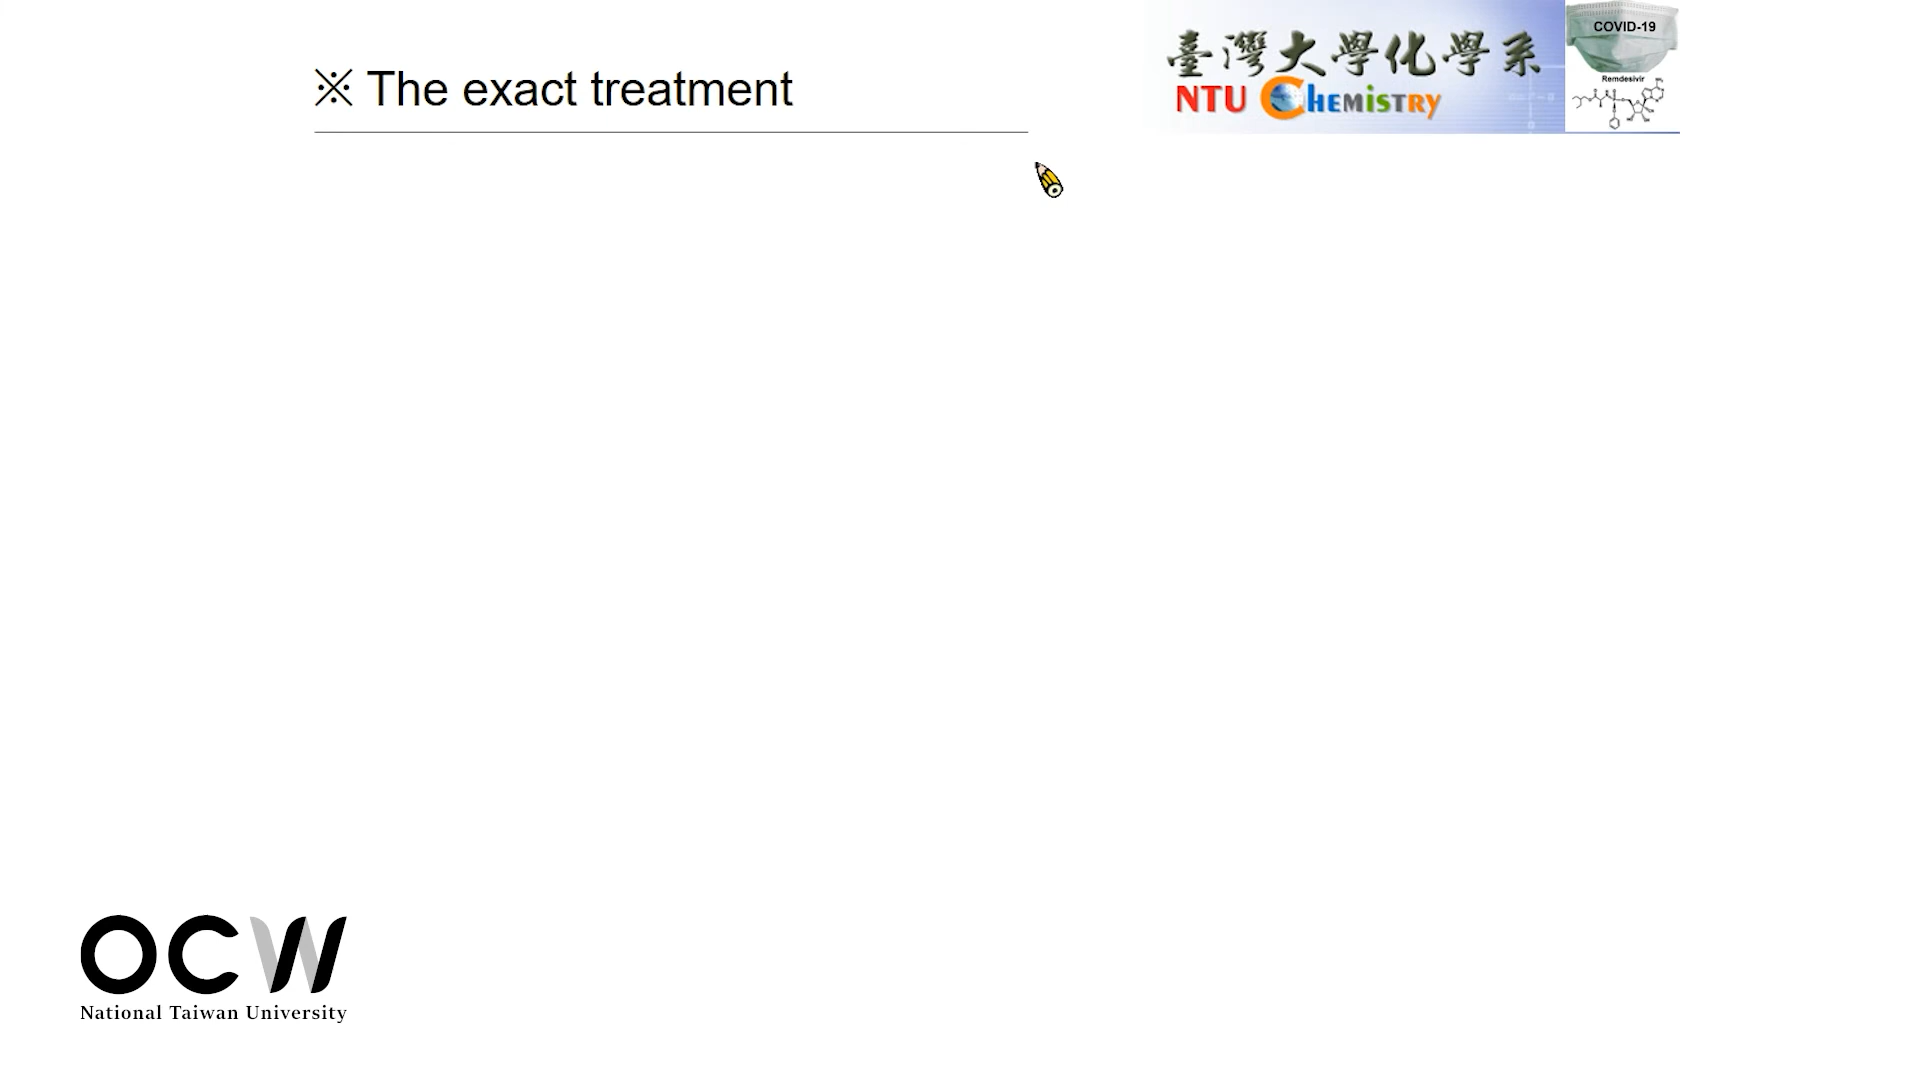 ※ The exact treatment
臺灣大學化學系
NTU Chemistry
COVID-19
Remdesivir
OCW
National Taiwan University